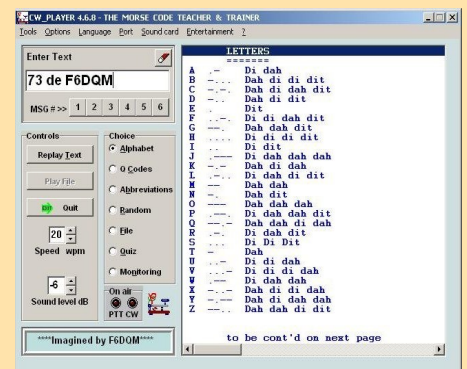 CW_PLAYER 4.6.8 - THE MORSE CODE TEACHER & TRAINER
Tools Options Language Port Sound card Entertainment ?
Enter Text
73 de F6DQM
MSG # >> 1 2 3 4 5 6
Controls
Replay Text
Play File
Quit
20
Speed wpm
-6
Sound level dB
Choice
Alphabet
Q Codes
Abbreviations
Random
File
Quiz
Monitoring
On air
PTT CW
****Imagined by F6DQM****
LETTERS
=======
A .- Di dah
B -... Dah di di dit
C -.-. Dah di dah dit
D -.. Dah di dit
E . Dit
F ..-. Di di dah dit
G --. Dah dah dit
H .... Di di di dit
I .. Di dit
J .--- Di dah dah dah
K -.- Dah di dah
L .-.. Di dah di dit
M -- Dah dah
N -. Dah dit
O --- Dah dah dah
P .--. Di dah dah dit
Q --.- Dah dah di dah
R .-. Di dah dit
S ... Di Di Dit
T - Dah
U ..- Di di dah
V ...- Di di di dah
W .-- Di dah dah
X -..- Dah di di dah
Y -.-- Dah di dah dah
Z --.. Dah dah di dit
to be cont'd on next page